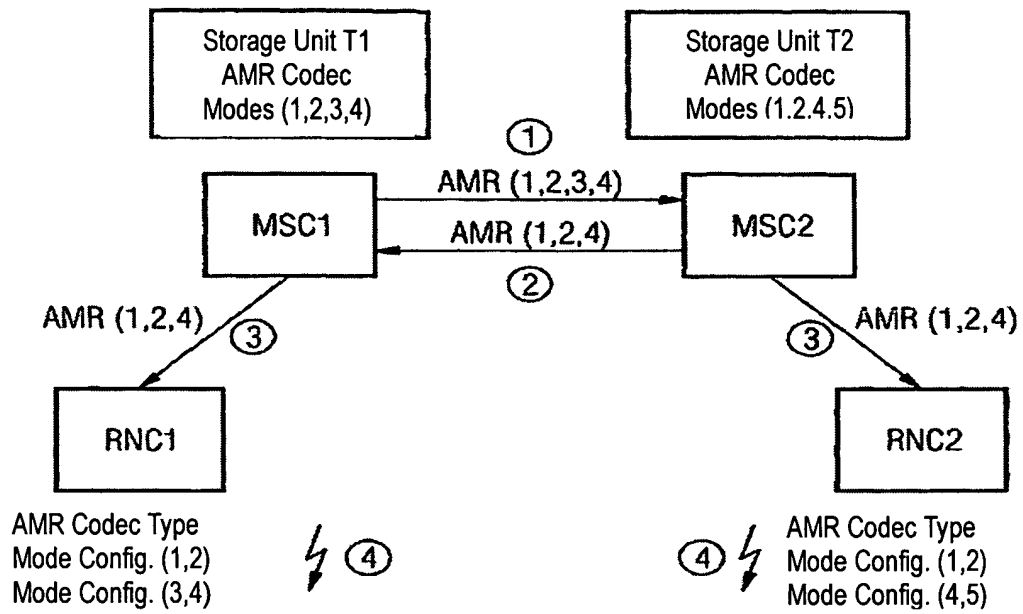 Storage Unit T1
AMR Codec
Modes (1,2,3,4)
Storage Unit T2
AMR Codec
Modes (1.2.4.5)
1
AMR (1,2,3,4)
MSC1
MSC2
AMR (1,2,4)
2
AMR (1,2,4)
3
3
AMR (1,2,4)
RNC1
RNC2
AMR Codec Type
Mode Config. (1,2)
Mode Config. (3,4)
4
4
AMR Codec Type
Mode Config. (1,2)
Mode Config. (4,5)